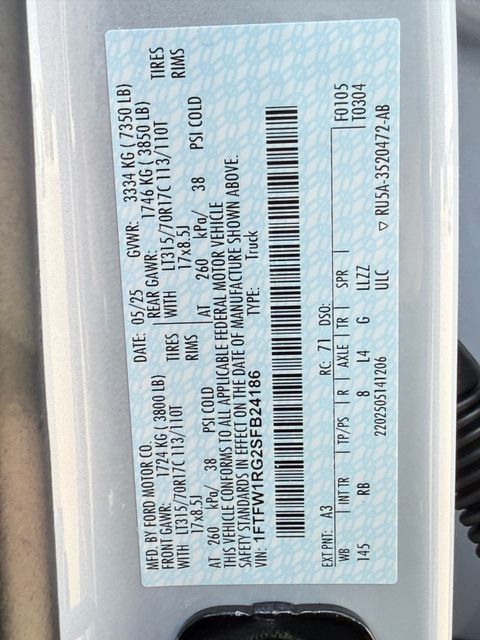 MFD. BY FORD MOTOR CO.
DATE: 05/25 GVWR: 3334 KG ( 7350 LB)
FRONT GAWR: 1724 KG ( 3800 LB) REAR GAWR: 1746 KG ( 3850 LB)
WITH LT315/70R17C 113/110T TIRES WITH LT315/70R17C 113/110T TIRES
17x8.5J RIMS 17x8.5J RIMS
AT 260 kPa/ 38 PSI COLD AT 260 kPa/ 38 PSI COLD
THIS VEHICLE CONFORMS TO ALL APPLICABLE FEDERAL MOTOR VEHICLE
SAFETY STANDARDS IN EFFECT ON THE DATE OF MANUFACTURE SHOWN ABOVE.
VIN: 1FTFW1RG2SFB24186 TYPE: Truck
F0105
EXT PNT: A3 RC: 71 DSO: T0304
WB INT TR TP/PS R AXLE TR SPR
145 RB 8 L4 G LLZZ
ULC
2202505141206 ▽ RU5A-3520472-AB